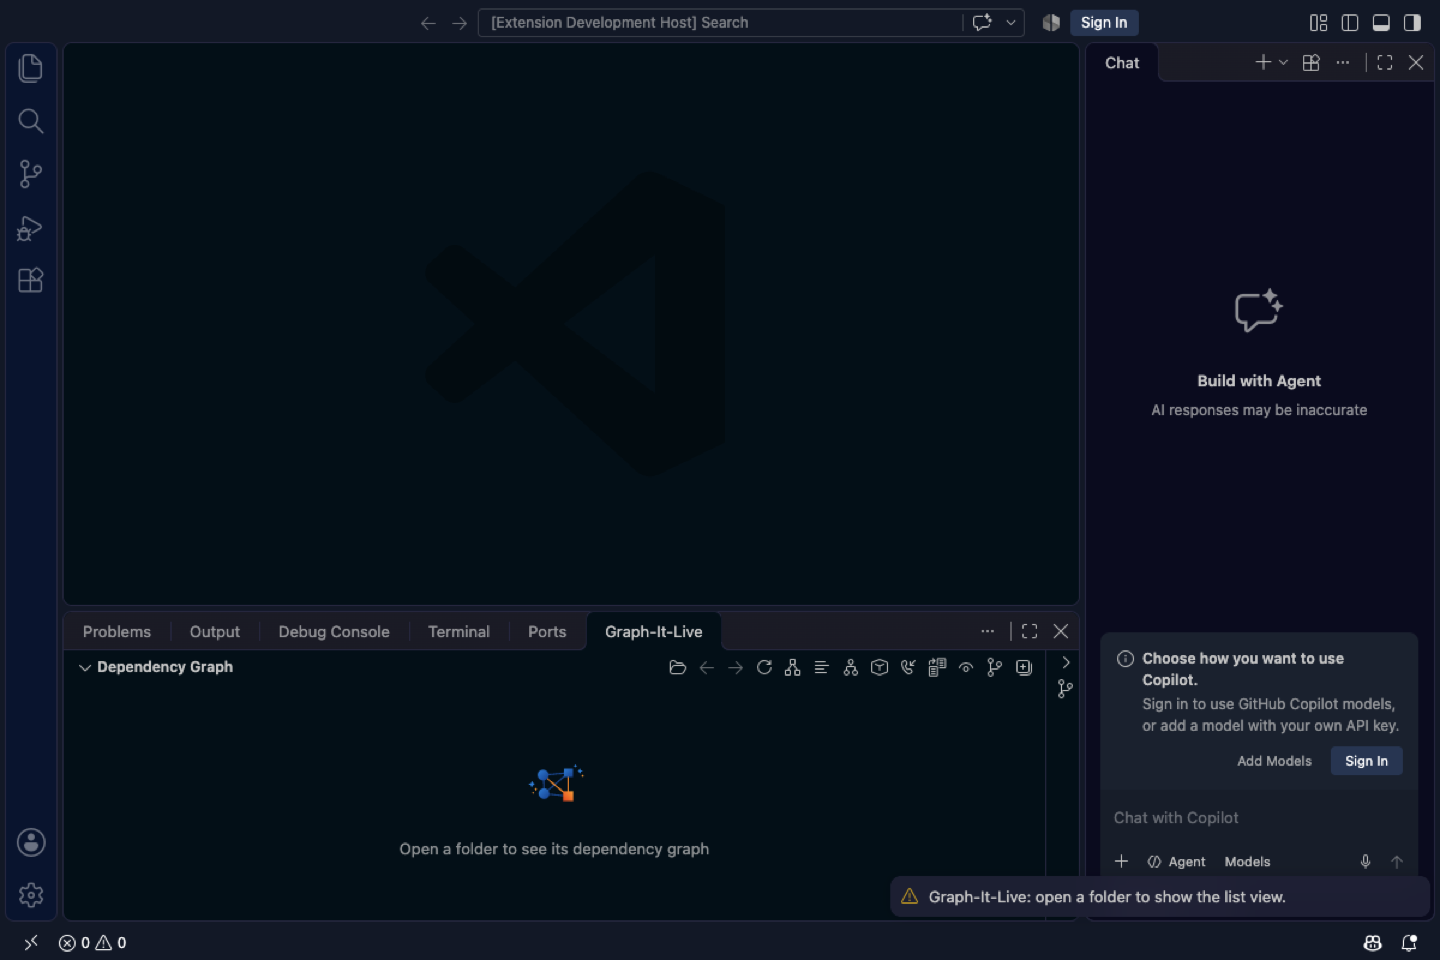 [Extension Development Host] Search
Sign In
Chat
Build with Agent
AI responses may be inaccurate
Problems
Output
Debug Console
Terminal
Ports
Graph-It-Live
Dependency Graph
Open a folder to see its dependency graph
Choose how you want to use
Copilot.
Sign in to use GitHub Copilot models,
or add a model with your own API key.
Add Models
Sign In
Chat with Copilot
Agent
Models
Graph-It-Live: open a folder to show the list view.
0
0